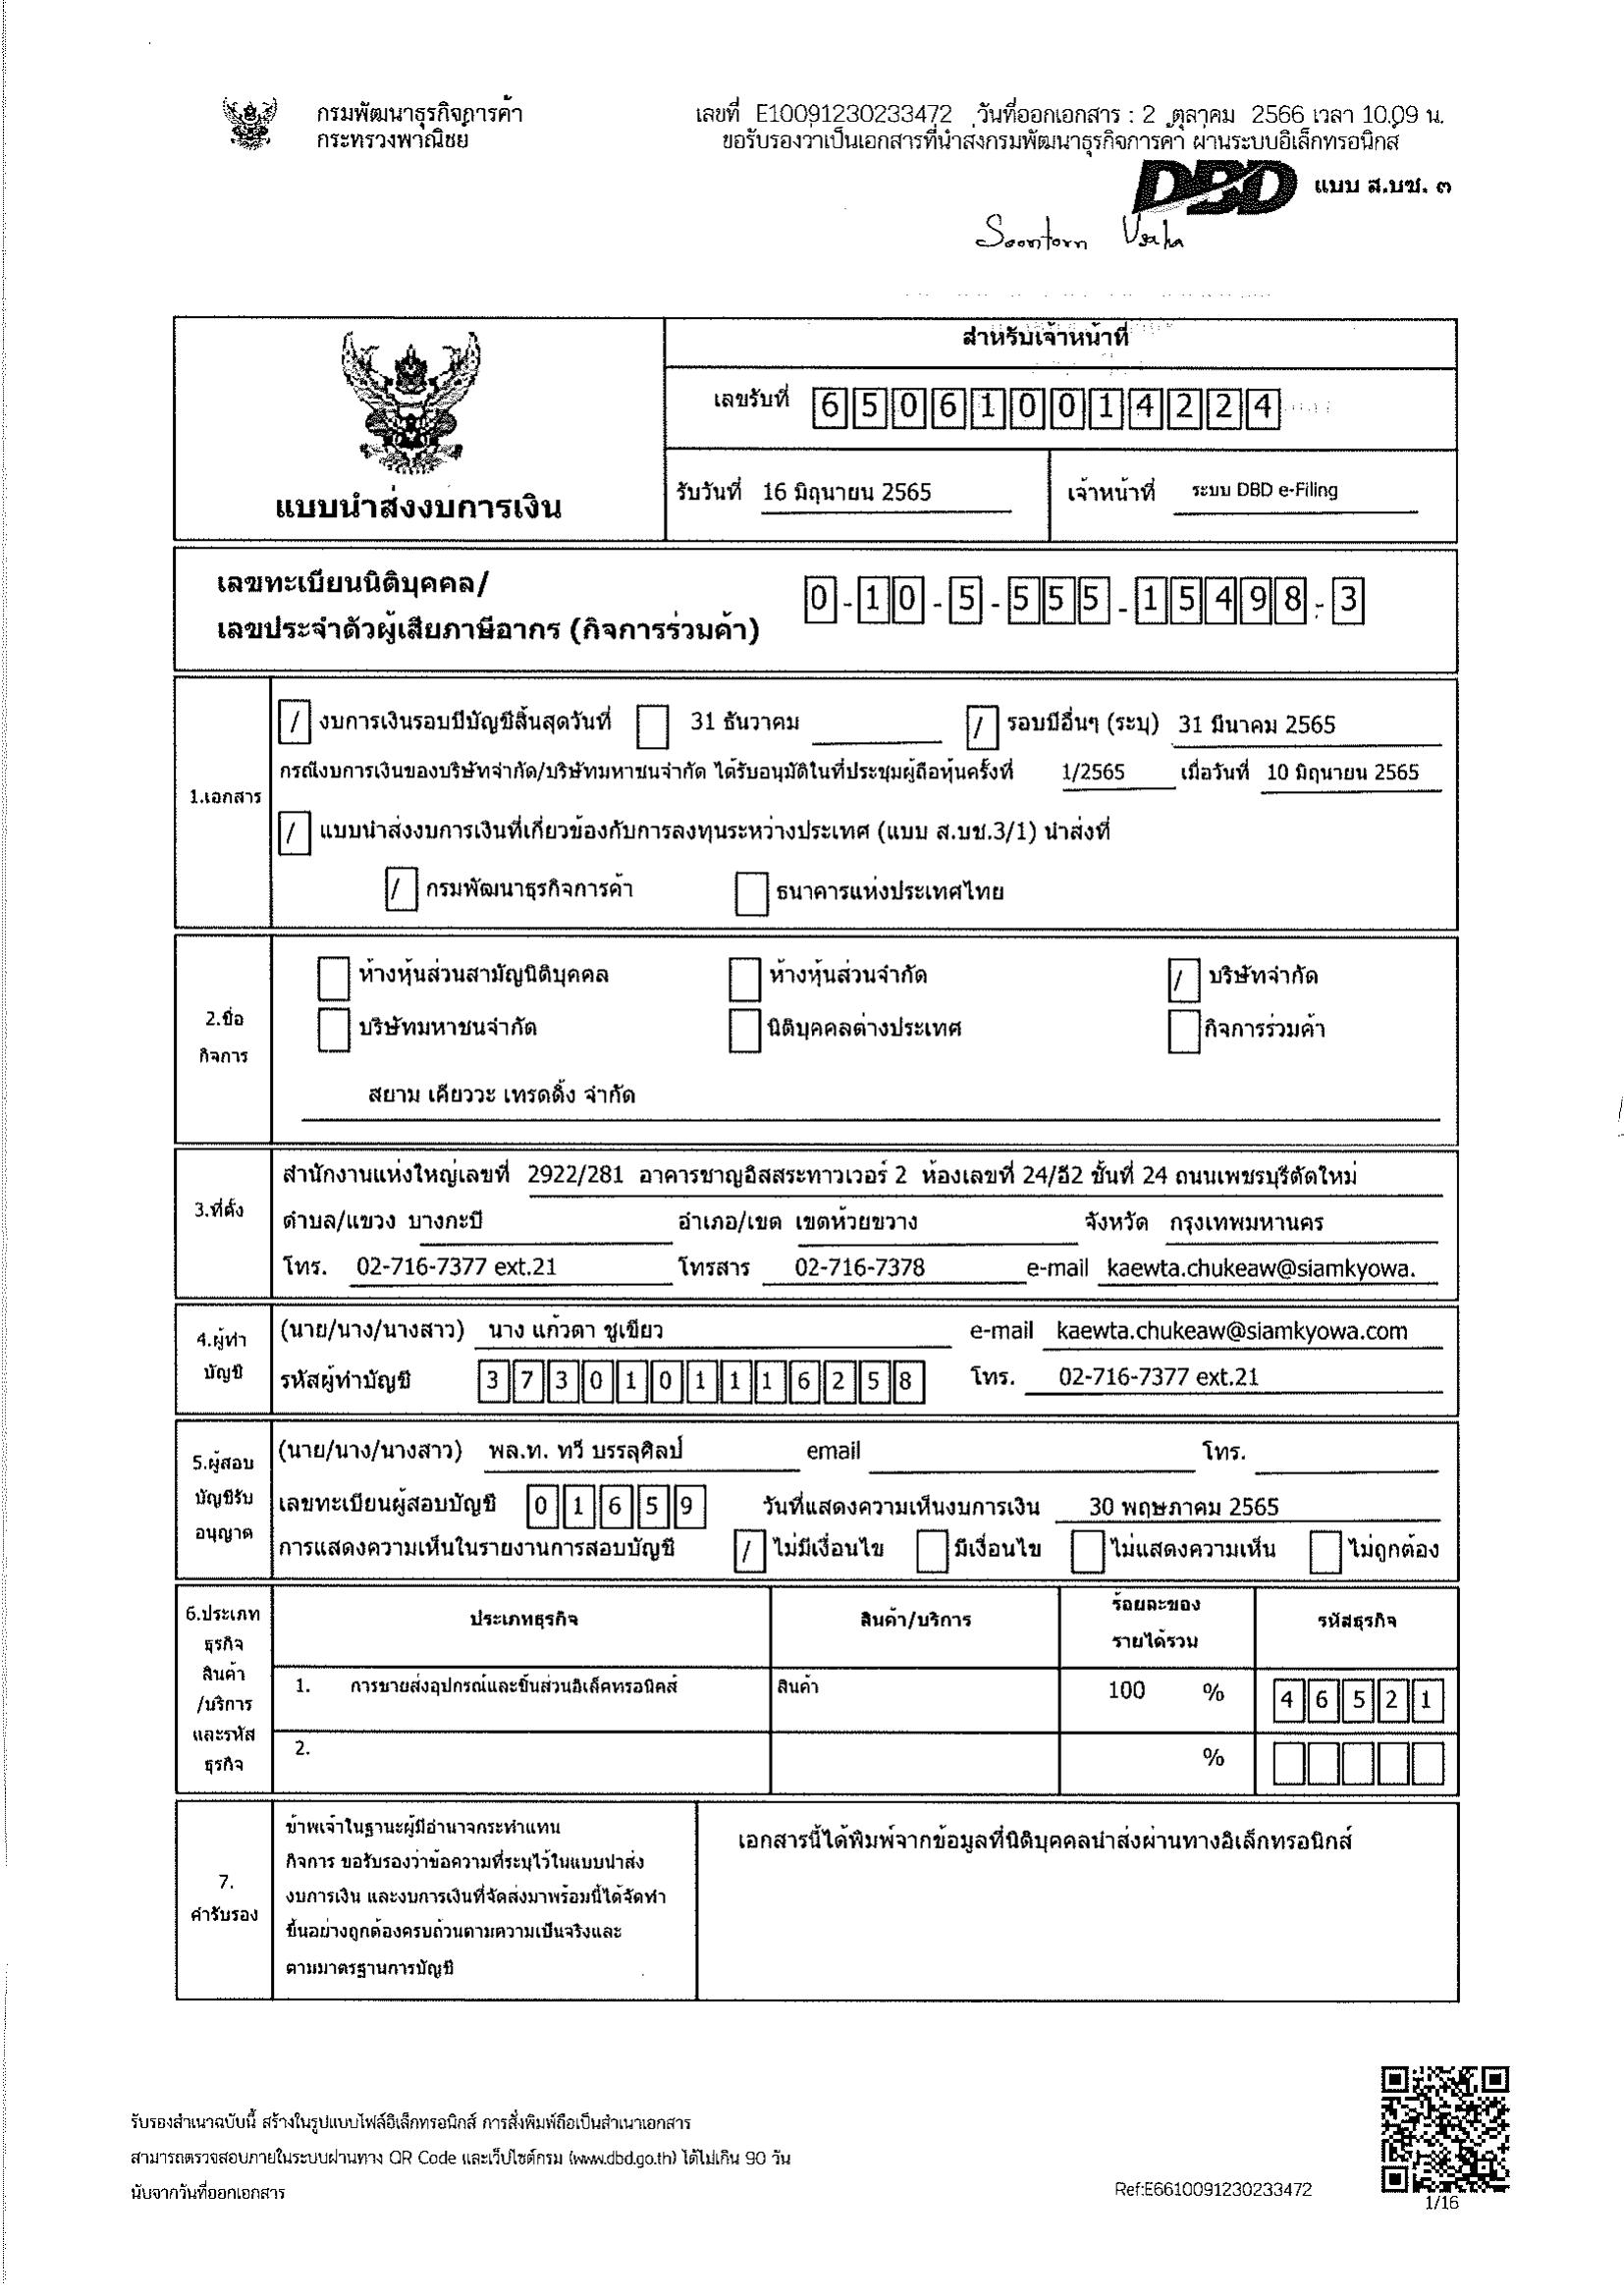 กรมพัฒนาธุรกิจการค้า
กระทรวงพาณิชย์
เลขที่ E10091230233472 วันที่ออกเอกสาร : 2 ตุลาคม 2566 เวลา 10.09 น.
ขอรับรองว่าเป็นเอกสารที่นำส่งกรมพัฒนาธุรกิจการค้า ผ่านระบบอิเล็กทรอนิกส์
DBD แบบ ส.บช. ๓
Soontorn
สำหรับเจ้าหน้าที่
เลขรับที่ 650610014224
แบบนำส่งงบการเงิน
รับวันที่ 16 มิถุนายน 2565 เจ้าหน้าที่ ระบบ DBD e-Filing
เลขทะเบียนนิติบุคคล/
เลขประจำตัวผู้เสียภาษีอากร (กิจการร่วมค้า) 0-10-5-555-15498-3
1.เอกสาร
/ งบการเงินรอบปีบัญชีสิ้นสุดวันที่ 31 ธันวาคม / รอบปีอื่นๆ (ระบุ) 31 มีนาคม 2565
กรณีงบการเงินของบริษัทจำกัด/บริษัทมหาชนจำกัด ได้รับอนุมัติในที่ประชุมผู้ถือหุ้นครั้งที่ 1/2565 เมื่อวันที่ 10 มิถุนายน 2565
/ แบบนำส่งงบการเงินที่เกี่ยวข้องกับการลงทุนระหว่างประเทศ (แบบ ส.บช.3/1) นำส่งที่
/ กรมพัฒนาธุรกิจการค้า ธนาคารแห่งประเทศไทย
2.ชื่อ
กิจการ
ห้างหุ้นส่วนสามัญนิติบุคคล ห้างหุ้นส่วนจำกัด / บริษัทจำกัด
บริษัทมหาชนจำกัด นิติบุคคลต่างประเทศ กิจการร่วมค้า
สยาม เคียววะ เทรดดิ้ง จำกัด
3.ที่ตั้ง
สำนักงานแห่งใหญ่เลขที่ 2922/281 อาคารชาญอิสสระทาวเวอร์ 2 ห้องเลขที่ 24/อี2 ชั้นที่ 24 ถนนเพชรบุรีตัดใหม่
ตำบล/แขวง บางกะปิ อำเภอ/เขต เขตห้วยขวาง จังหวัด กรุงเทพมหานคร
โทร. 02-716-7377 ext.21 โทรสาร 02-716-7378 e-mail kaewta.chukeaw@siamkyowa.
4.ผู้ทำ
บัญชี
(นาย/นาง/นางสาว) นาง แก้วตา ชูเขียว e-mail kaewta.chukeaw@siamkyowa.com
รหัสผู้ทำบัญชี 3730101116258 โทร. 02-716-7377 ext.21
5.ผู้สอบ
บัญชีรับ
อนุญาต
(นาย/นาง/นางสาว) พล.ท. ทวี บรรลุศิลป์ email โทร.
เลขทะเบียนผู้สอบบัญชี 01659 วันที่แสดงความเห็นงบการเงิน 30 พฤษภาคม 2565
การแสดงความเห็นในรายงานการสอบบัญชี / ไม่มีเงื่อนไข มีเงื่อนไข ไม่แสดงความเห็น ไม่ถูกต้อง
6.ประเภท
ธุรกิจ
สินค้า
/บริการ
และรหัส
ธุรกิจ
ประเภทธุรกิจ สินค้า/บริการ ร้อยละของ
รายได้รวม รหัสธุรกิจ
1. การขายส่งอุปกรณ์และชิ้นส่วนอิเล็คทรอนิคส์ สินค้า 100 % 46521
2. %
7.
คำรับรอง
ข้าพเจ้าในฐานะผู้มีอำนาจกระทำแทน
กิจการ ขอรับรองว่าข้อความที่ระบุไว้ในแบบนำส่ง
งบการเงิน และงบการเงินที่จัดส่งมาพร้อมนี้ได้จัดทำ
ขึ้นอย่างถูกต้องครบถ้วนตามความเป็นจริงและ
ตามมาตรฐานการบัญชี
เอกสารนี้ได้พิมพ์จากข้อมูลที่นิติบุคคลนำส่งผ่านทางอิเล็กทรอนิกส์
รับรองสำเนาฉบับนี้ สร้างในรูปแบบไฟล์อิเล็กทรอนิกส์ การสั่งพิมพ์ถือเป็นสำเนาเอกสาร
สามารถตรวจสอบภายในระบบผ่านทาง QR Code และเว็บไซต์กรม (www.dbd.go.th) ได้ไม่เกิน 90 วัน
นับจากวันที่ออกเอกสาร
Ref:E6610091230233472
1/16